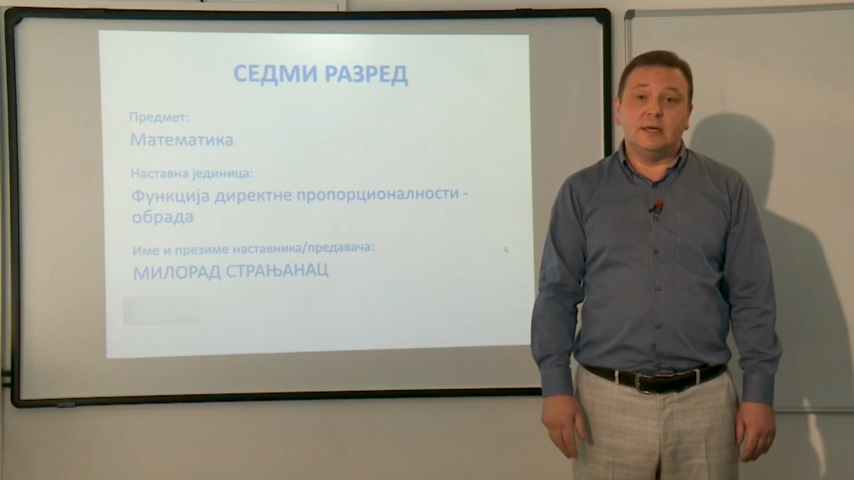 СЕДМИ РАЗРЕД
Предмет:
Математика
Наставна јединица:
Функција директне пропорционалности -
обрада
Име и презиме наставника/предавача:
МИЛОРАД СТРАЊАНАЦ